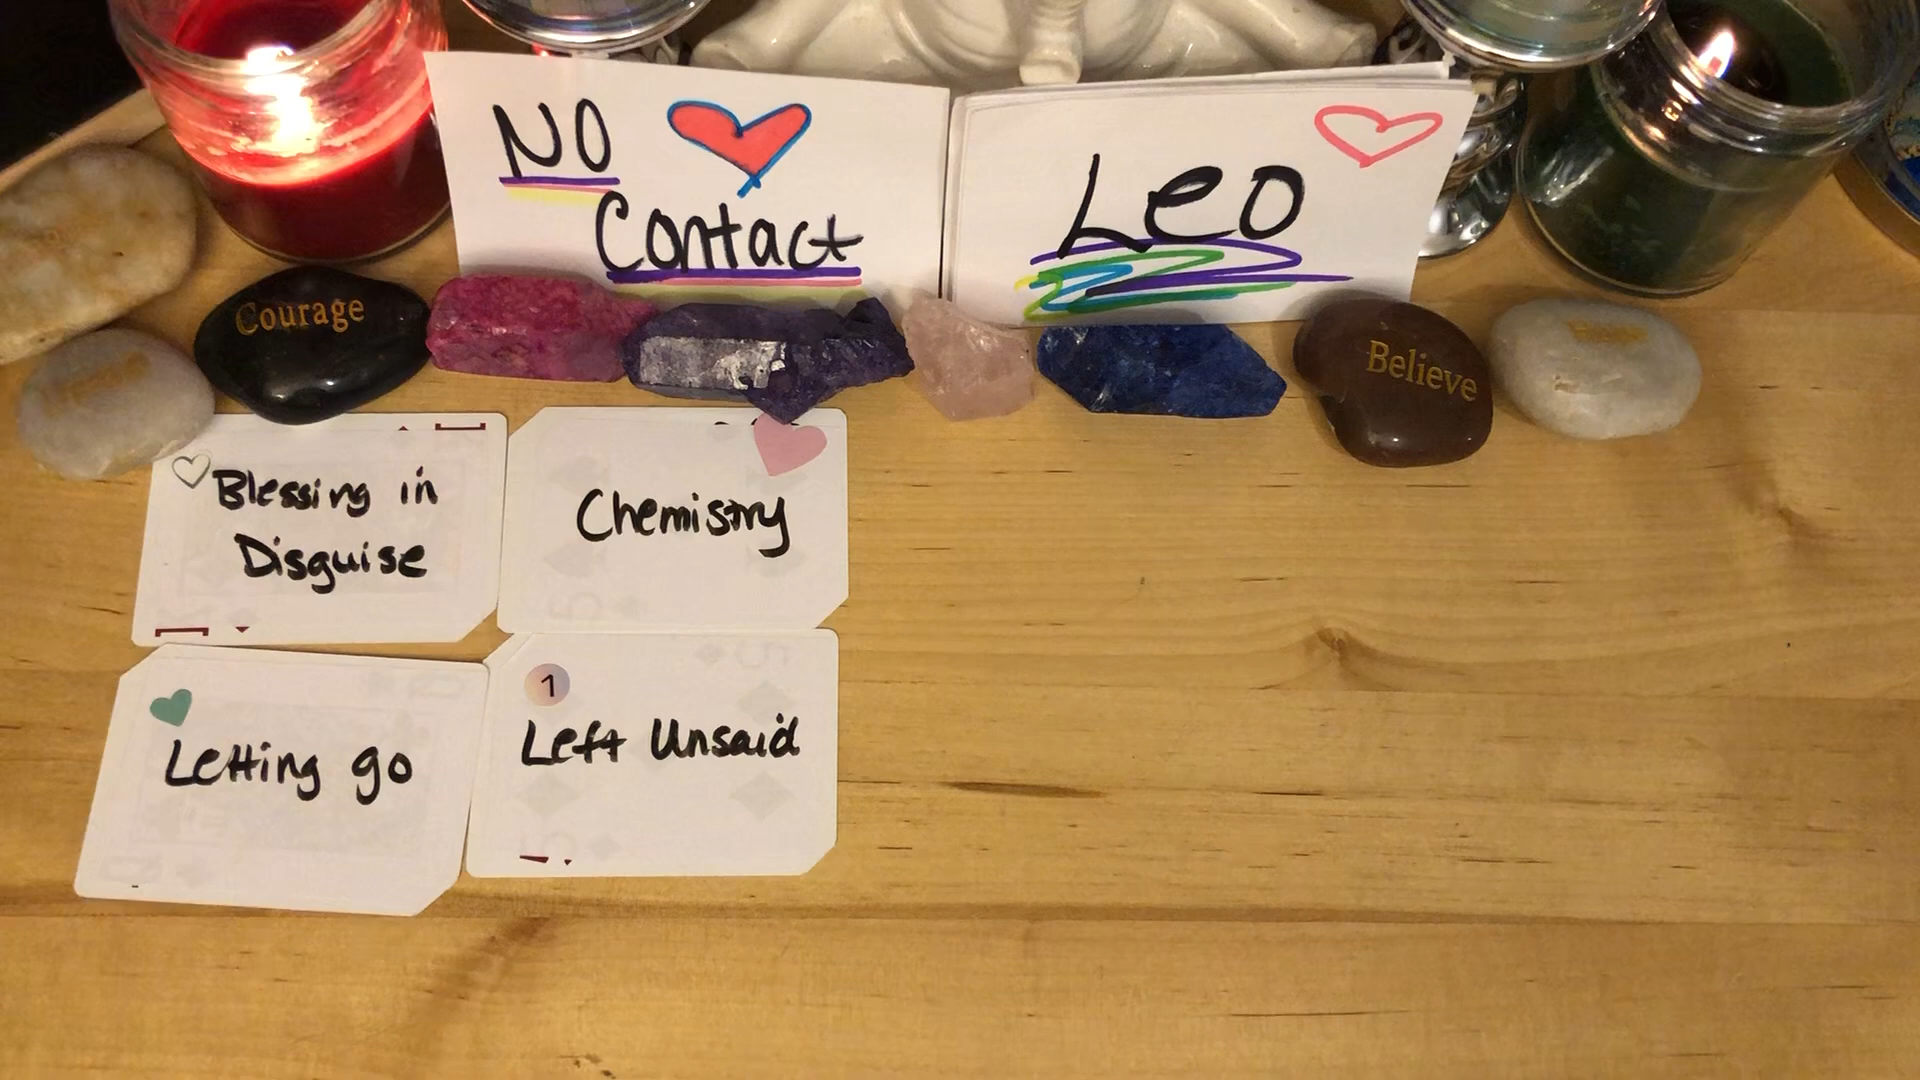 NO
Contact
Leo
Courage
Believe
Blessing in
Disguise
Chemistry
Letting go
1
Left Unsaid